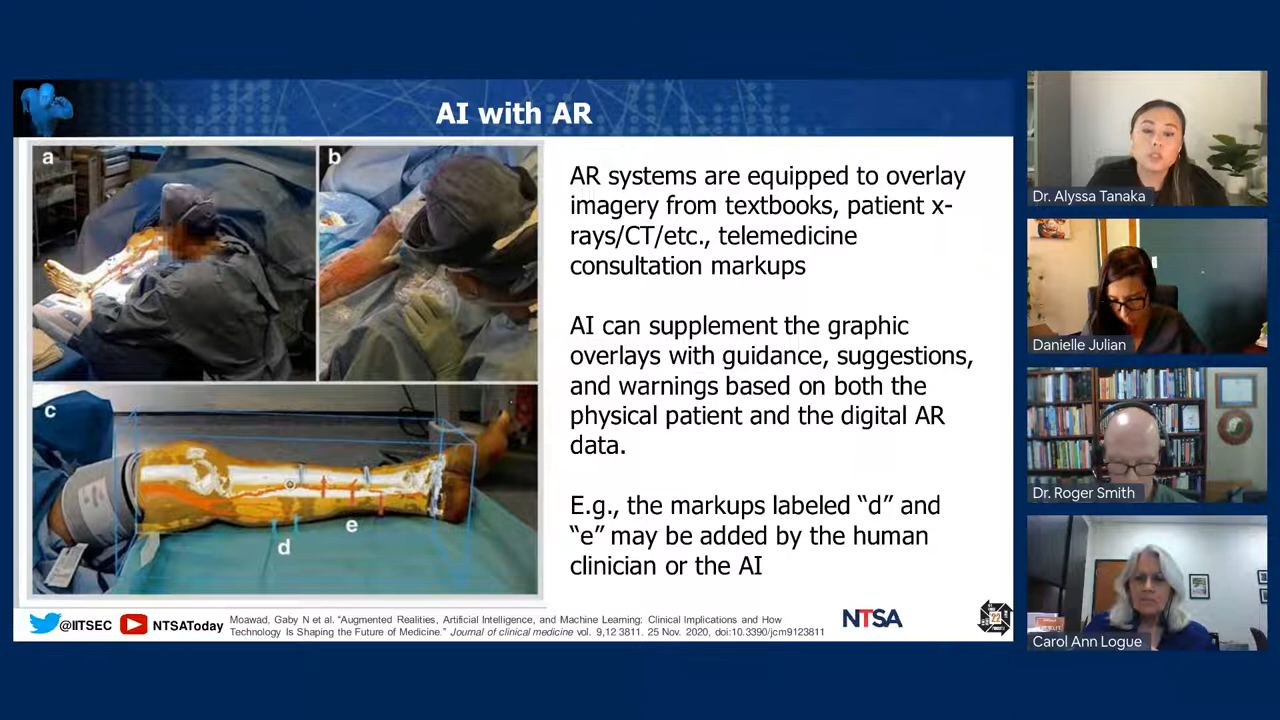 AI with AR
a
b
c
d
e
AR systems are equipped to overlay
imagery from textbooks, patient x-
rays/CT/etc., telemedicine
consultation markups
AI can supplement the graphic
overlays with guidance, suggestions,
and warnings based on both the
physical patient and the digital AR
data.
E.g., the markups labeled “d” and
“e” may be added by the human
clinician or the AI
@IITSEC
NTSAToday
Moawad, Gaby N et al. “Augmented Realities, Artificial Intelligence, and Machine Learning: Clinical Implications and How
Technology Is Shaping the Future of Medicine.” Journal of clinical medicine vol. 9,12 3811. 25 Nov. 2020, doi:10.3390/jcm9123811
NTSA
Dr. Alyssa Tanaka
Danielle Julian
Dr. Roger Smith
Carol Ann Logue